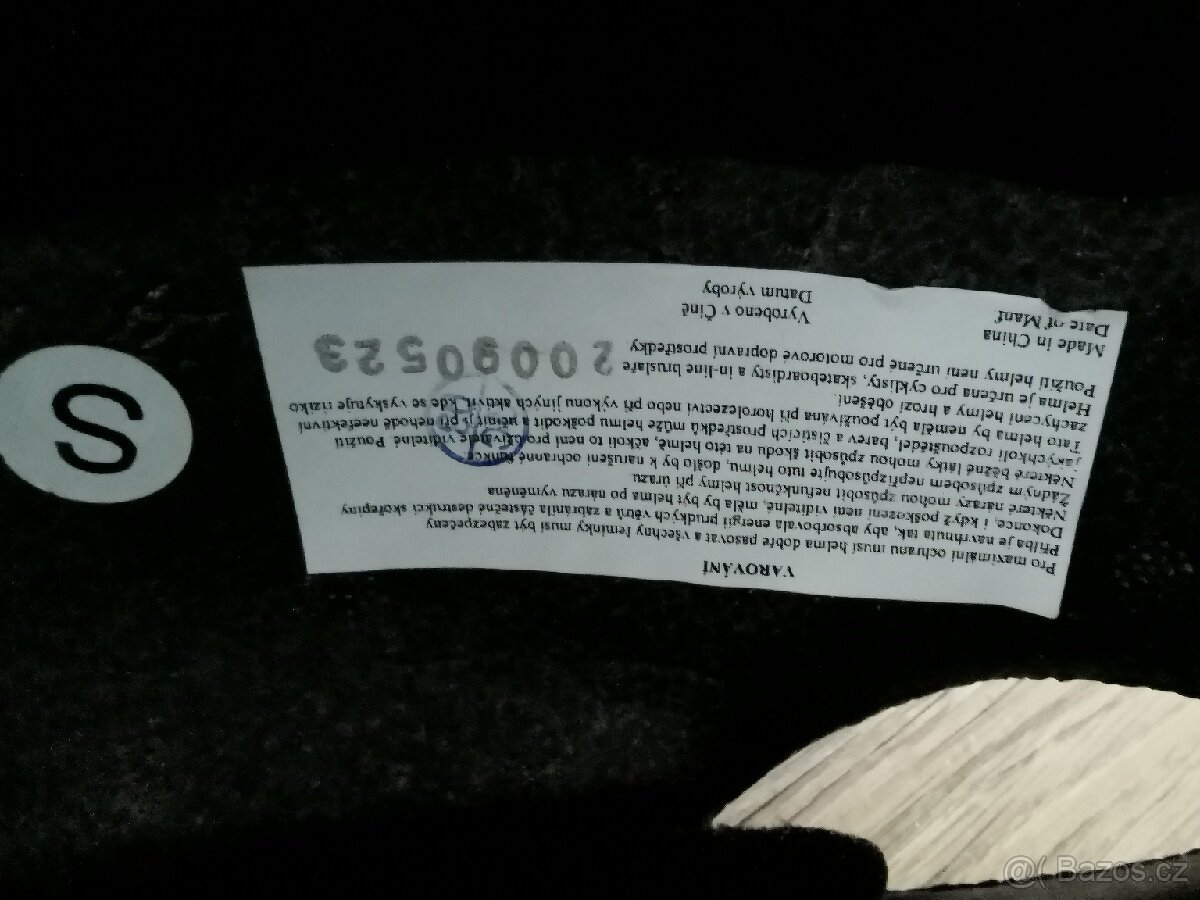 VAROVÁNÍ
Pro maximální ochranu musí helma dobře pasovat a všechny řemínky musí být zabezpečeny
Přilba je navrhnuta tak, aby absorbovala energii prudkých větrů a zabránila částečné destrukci skořepiny
Dokonce, i když poškození není viditelné, měla by být helma po nárazu vyměněna
Některé nárazy mohou způsobit nefunkčnost helmy při úrazu
Žádným způsobem nepřizpůsobujte tuto helmu, došlo by k narušení ochranné funkci
Některé běžné látky mohou způsobit škodu na této helmě, ačkoli to není viditelné Použití
jakýchkoli rozpouštědel, barev a čisticích prostředků může helmu poškodit a při nehodě neefektivní
Tato helma by neměla být používána při horolezectví nebo při výkonu jiných aktivit, kde se vyskytuje riziko
zachycení helmy a hrozí oběšení.
Helma je určena pro cyklisty, skateboardisty a in-line bruslaře
Použití helmy není určené pro motorové dopravní prostředky
Made in China Vyrobeno v Číně
Date of Manf Datum výroby
20090523
S
@( Bazos.cz